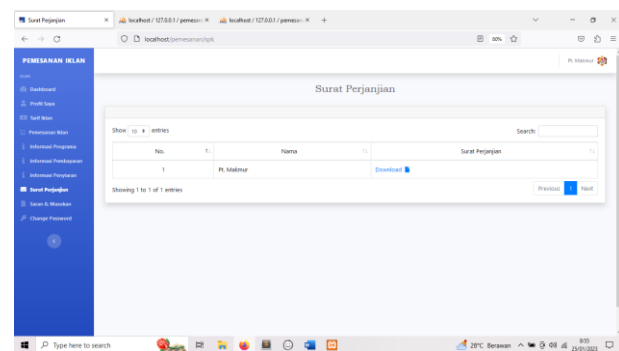 Surat Perjanjian
localhost / 127.0.0.1 / pemesan
localhost / 127.0.0.1 / pemesan
localhost/pemesanan/spk
80%
PEMESANAN IKLAN
Pt. Makmur
Dashboard
Profil Saya
Tarif Iklan
Pemesanan Iklan
Informasi Programa
Informasi Pembayaran
Informasi Penyiaran
Surat Perjanjian
Saran & Masukan
Change Password
Surat Perjanjian
Show 10 entries
Search:
No. Nama Surat Perjanjian
1 Pt. Makmur Download
Showing 1 to 1 of 1 entries
Previous 1 Next
Type here to search
28°C Berawan
25/01/2023